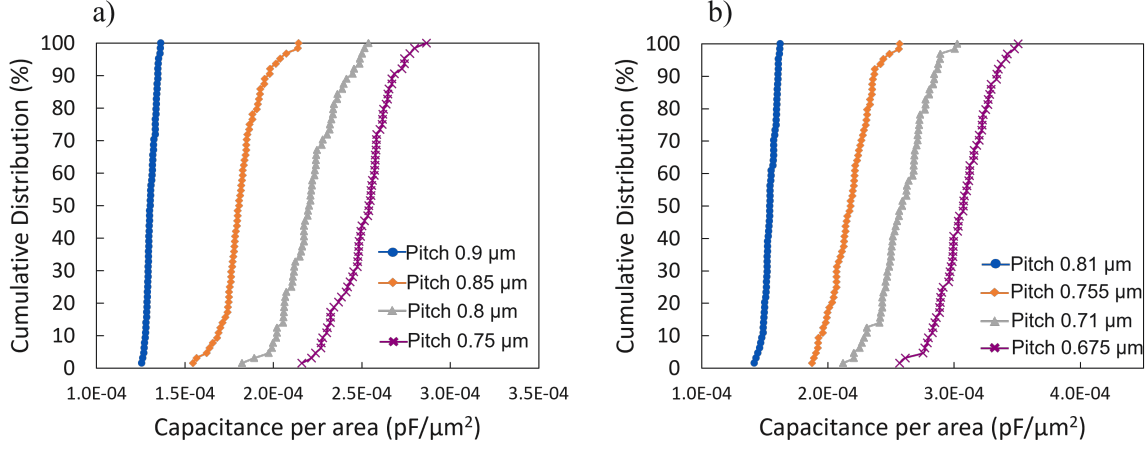 a)
100
90
80
70
60
50
40
30
20
10
0
Cumulative Distribution (%)
1.0E-04
1.5E-04
2.0E-04
2.5E-04
3.0E-04
3.5E-04
Capacitance per area (pF/µm²)
Pitch 0.9 µm
Pitch 0.85 µm
Pitch 0.8 µm
Pitch 0.75 µm
b)
100
90
80
70
60
50
40
30
20
10
0
Cumulative Distribution (%)
1.0E-04
2.0E-04
3.0E-04
4.0E-04
Capacitance per area (pF/µm²)
Pitch 0.81 µm
Pitch 0.755 µm
Pitch 0.71 µm
Pitch 0.675 µm